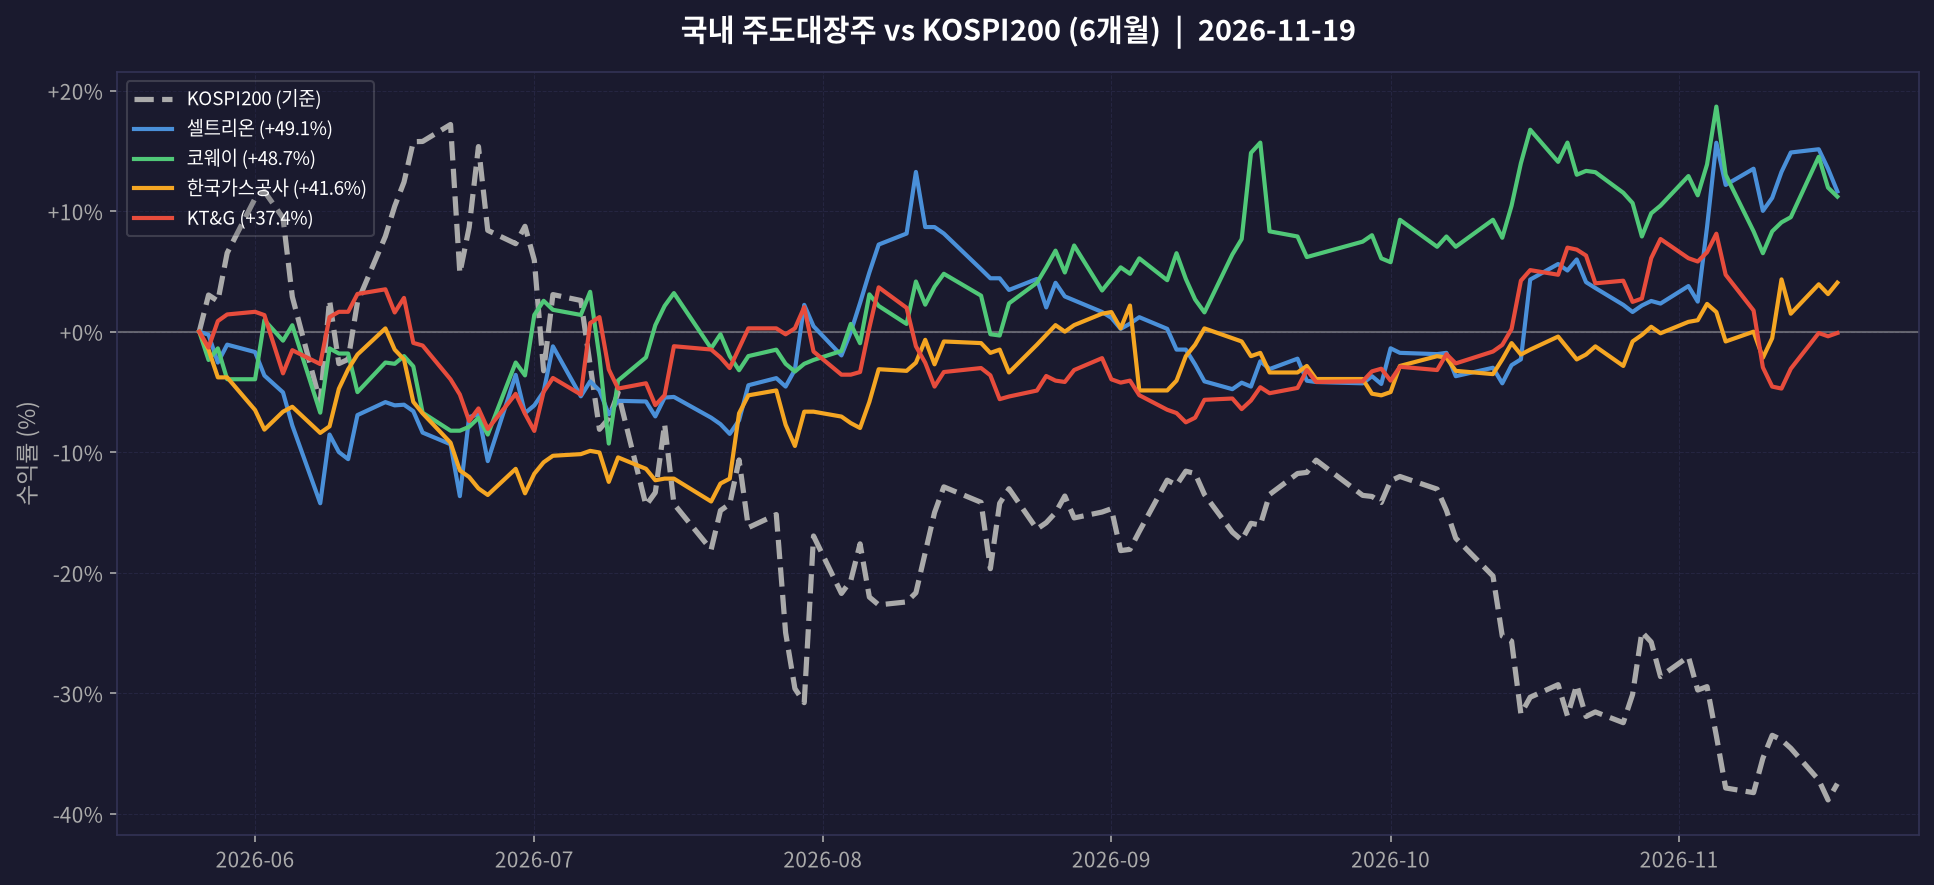 국내 주도대장주 vs KOSPI200 (6개월) | 2026-11-19
KOSPI200 (기준)
셀트리온 (+49.1%)
코웨이 (+48.7%)
한국가스공사 (+41.6%)
KT&G (+37.4%)
수익률 (%)
+20%
+10%
+0%
-10%
-20%
-30%
-40%
2026-06
2026-07
2026-08
2026-09
2026-10
2026-11